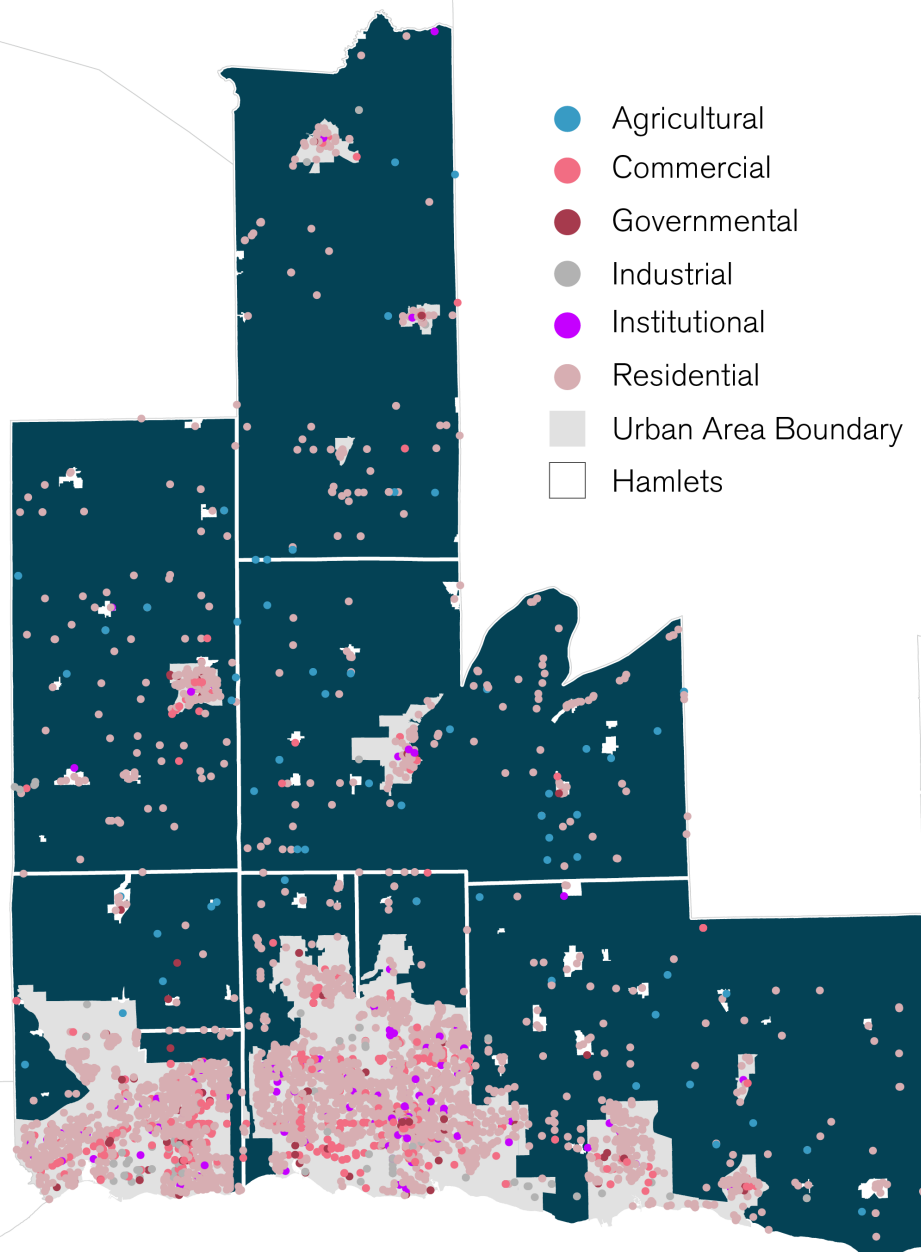 Agricultural
Commercial
Governmental
Industrial
Institutional
Residential
Urban Area Boundary
Hamlets